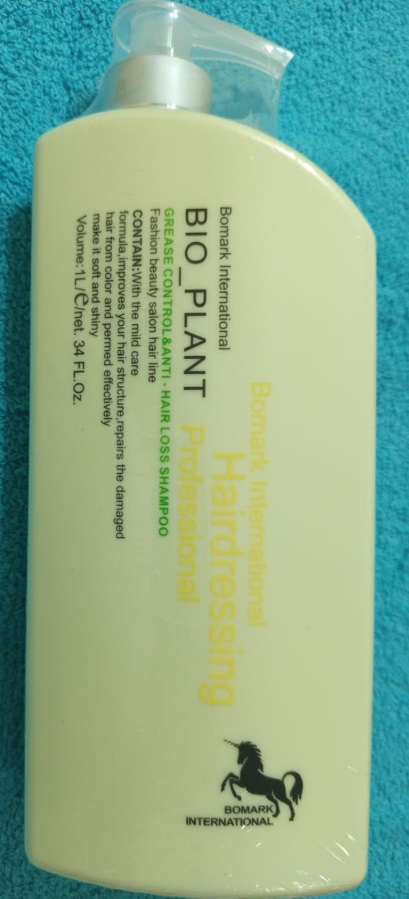 Bomark International
BIO_PLANT
GREASE CONTROL&ANTI - HAIR LOSS SHAMPOO
Fashion beauty salon hair line
CONTAIN:With the mild care
formula,improves your hair structure,repairs the damaged
hair from color and permed effectively
make it soft and shiny
Volume:1L/℮/net. 34 FL.Oz.
Bomark International
Hairdressing
Professional
BOMARK
INTERNATIONAL